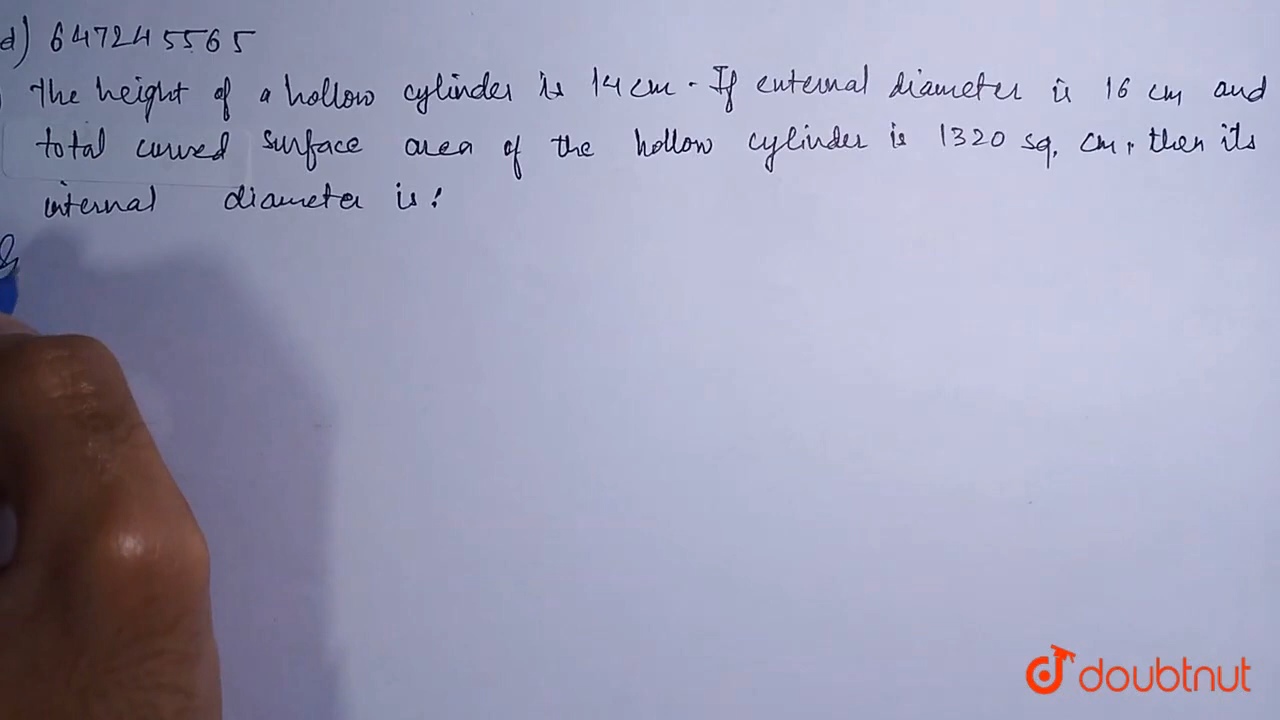 d) 647245565
The height of a hollow cylinder is 14 cm. If external diameter is 16 cm and
total curved surface area of the hollow cylinder is 1320 sq. cm, then its
internal diameter is:
doubtnut